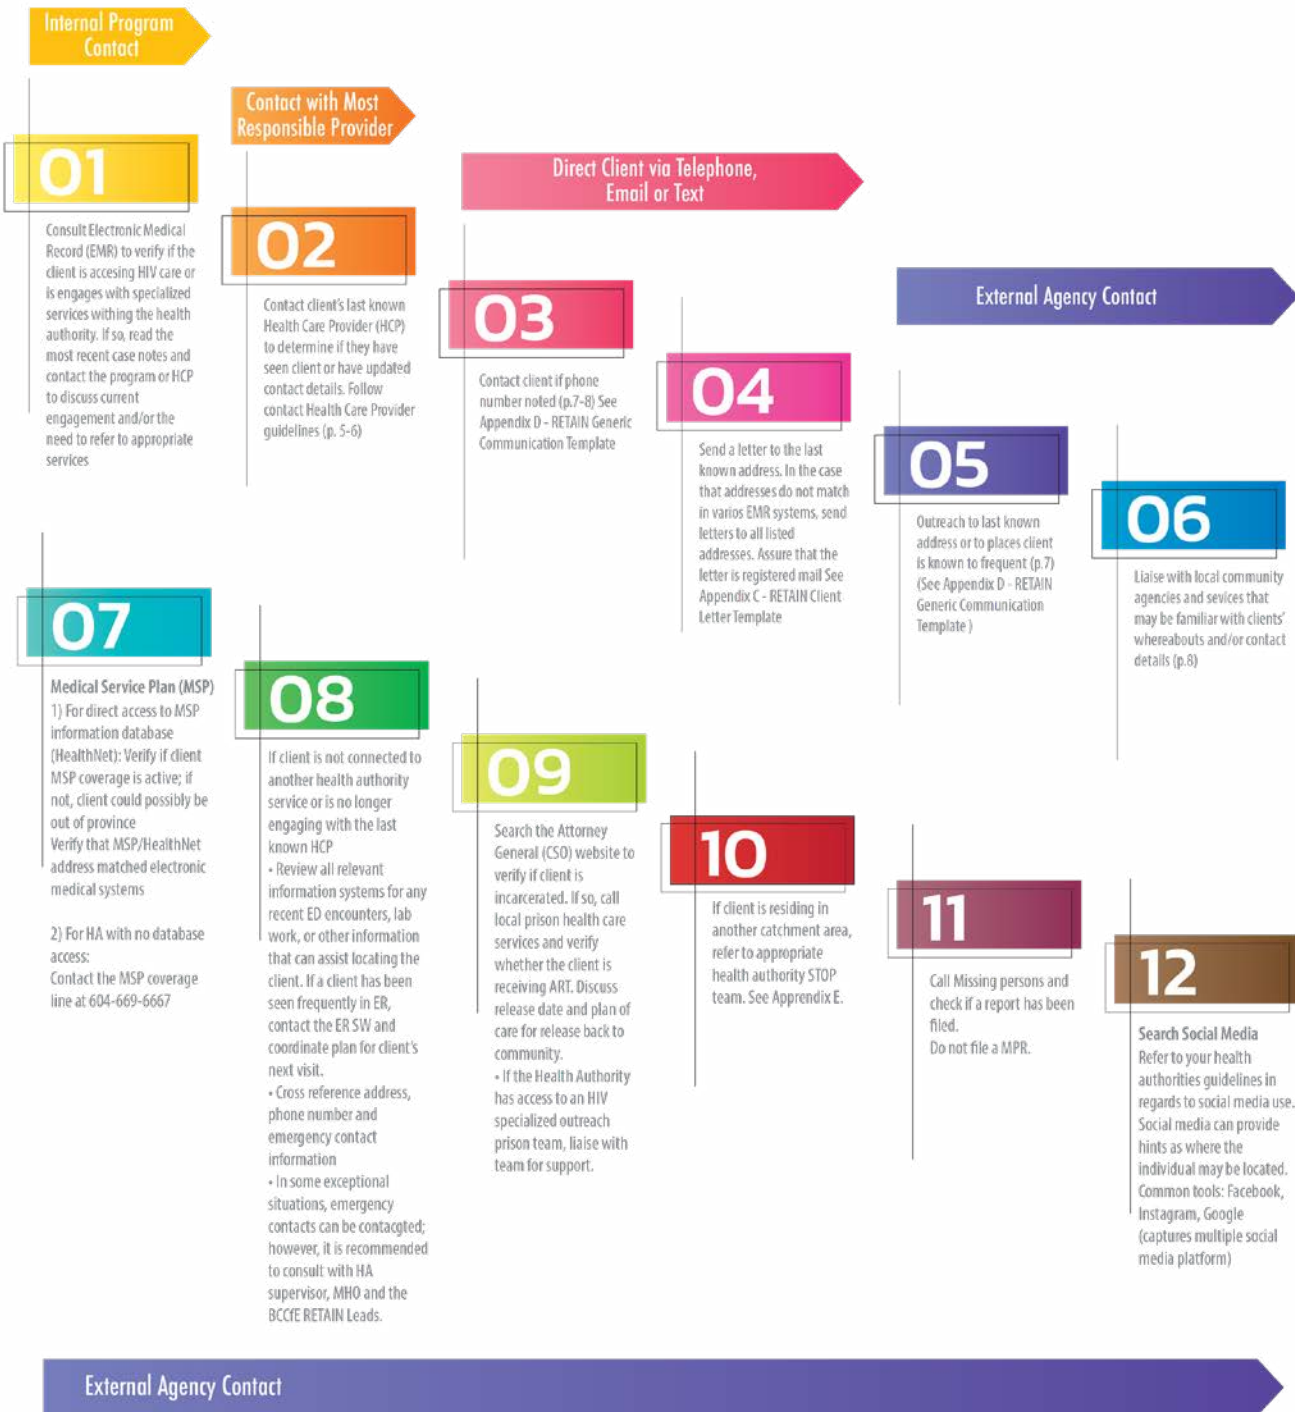 Internal Program
Contact
Contact with Most
Responsible Provider
Direct Client via Telephone,
Email or Text
External Agency Contact
01
Consult Electronic Medical
Record (EMR) to verify if the
client is accesing HIV care or
is engages with specialized
services withing the health
authority. If so, read the
most recent case notes and
contact the program or HCP
to discuss current
engagement and/or the
need to refer to appropriate
services
02
Contact client's last known
Health Care Provider (HCP)
to determine if they have
seen client or have updated
contact details. Follow
contact Health Care Provider
guidelines (p. 5-6)
03
Contact client if phone
number noted (p.7-8) See
Appendix D - RETAIN Generic
Communication Template
04
Send a letter to the last
known address. In the case
that addresses do not match
in varios EMR systems, send
letters to all listed
addresses. Assure that the
letter is registered mail See
Appendix C - RETAIN Client
Letter Template
05
Outreach to last known
address or to places client
is known to frequent (p.7)
(See Appendix D - RETAIN
Generic Communication
Template )
06
Liaise with local community
agencies and sevices that
may be familiar with clients'
whereabouts and/or contact
details (p.8)
07
Medical Service Plan (MSP)
1) For direct access to MSP
information database
(HealthNet): Verify if client
MSP coverage is active; if
not, client could possibly be
out of province
Verify that MSP/HealthNet
address matched electronic
medical systems
2) For HA with no database
access:
Contact the MSP coverage
line at 604-669-6667
08
If client is not connected to
another health authority
service or is no longer
engaging with the last
known HCP
• Review all relevant
information systems for any
recent ED encounters, lab
work, or other information
that can assist locating the
client. If a client has been
seen frequently in ER,
contact the ER SW and
coordinate plan for client's
next visit.
• Cross reference address,
phone number and
emergency contact
information
• In some exceptional
situations, emergency
contacts can be contacgted;
however, it is recommended
to consult with HA
supervisor, MHO and the
BCCfE RETAIN Leads.
09
Search the Attorney
General (CSO) website to
verify if client is
incarcerated. If so, call
local prison health care
services and verify
whether the client is
receiving ART. Discuss
release date and plan of
care for release back to
community.
• If the Health Authority
has access to an HIV
specialized outreach
prison team, liaise with
team for support.
10
If client is residing in
another catchment area,
refer to appropriate
health authority STOP
team. See Apprendix E.
11
Call Missing persons and
check if a report has been
filed.
Do not file a MPR.
12
Search Social Media
Refer to your health
authorities guidelines in
regards to social media use.
Social media can provide
hints as where the
individual may be located.
Common tools: Facebook,
Instagram, Google
(captures multiple social
media platform)
External Agency Contact